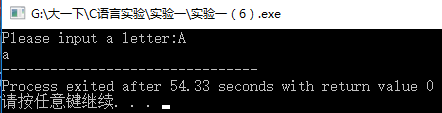 G:\大一下\C语言实验\实验一\实验一（6）.exe
Please input a letter:A
a
--------------------------------
Process exited after 54.33 seconds with return value 0
请按任意键继续. . .